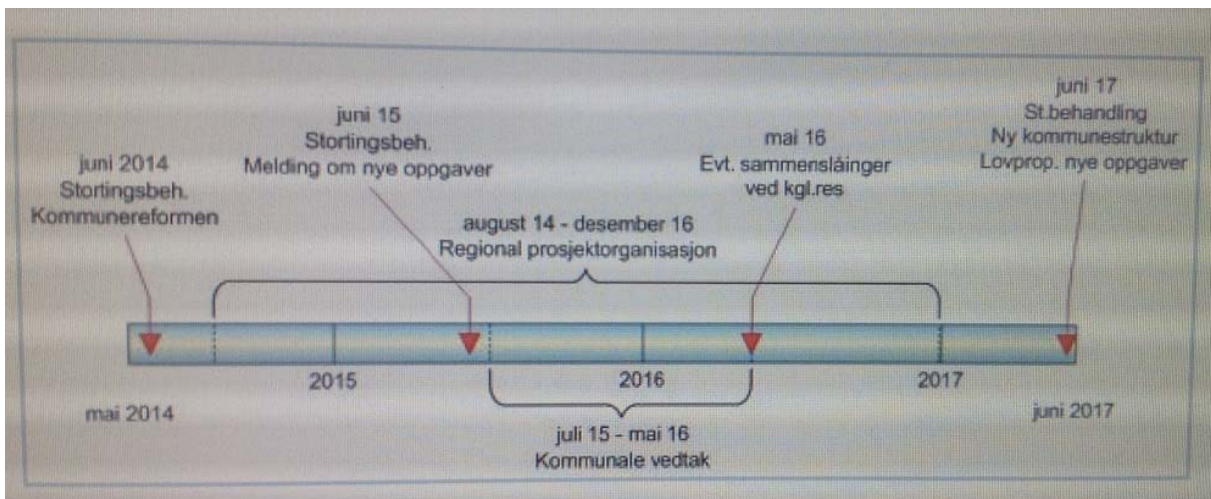 juni 2014
Stortingsbeh.
Kommunereformen
juni 15
Stortingsbeh.
Melding om nye oppgaver
august 14 - desember 16
Regional prosjektorganisasjon
mai 16
Evt. sammenslåinger
ved kgl.res
juni 17
St.behandling
Ny kommunestruktur
Lovprop. nye oppgaver
2015
2016
2017
mai 2014
juni 2017
juli 15 - mai 16
Kommunale vedtak